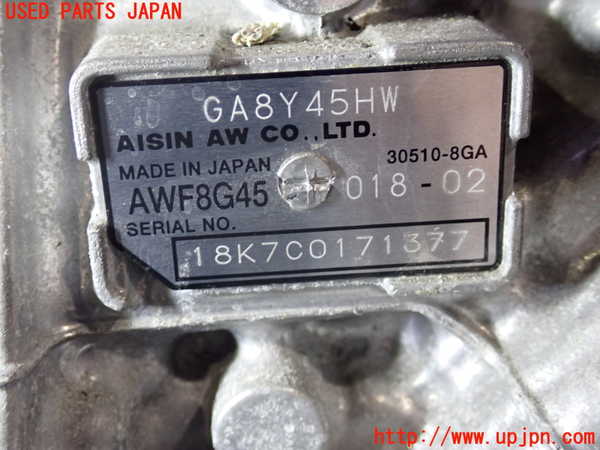 USED PARTS JAPAN
GA8Y45HW
AISIN AW CO.,LTD.
MADE IN JAPAN 30510-8GA
AWF8G45 018-02
SERIAL NO.
18K7C0171377
http://www.upjpn.com/